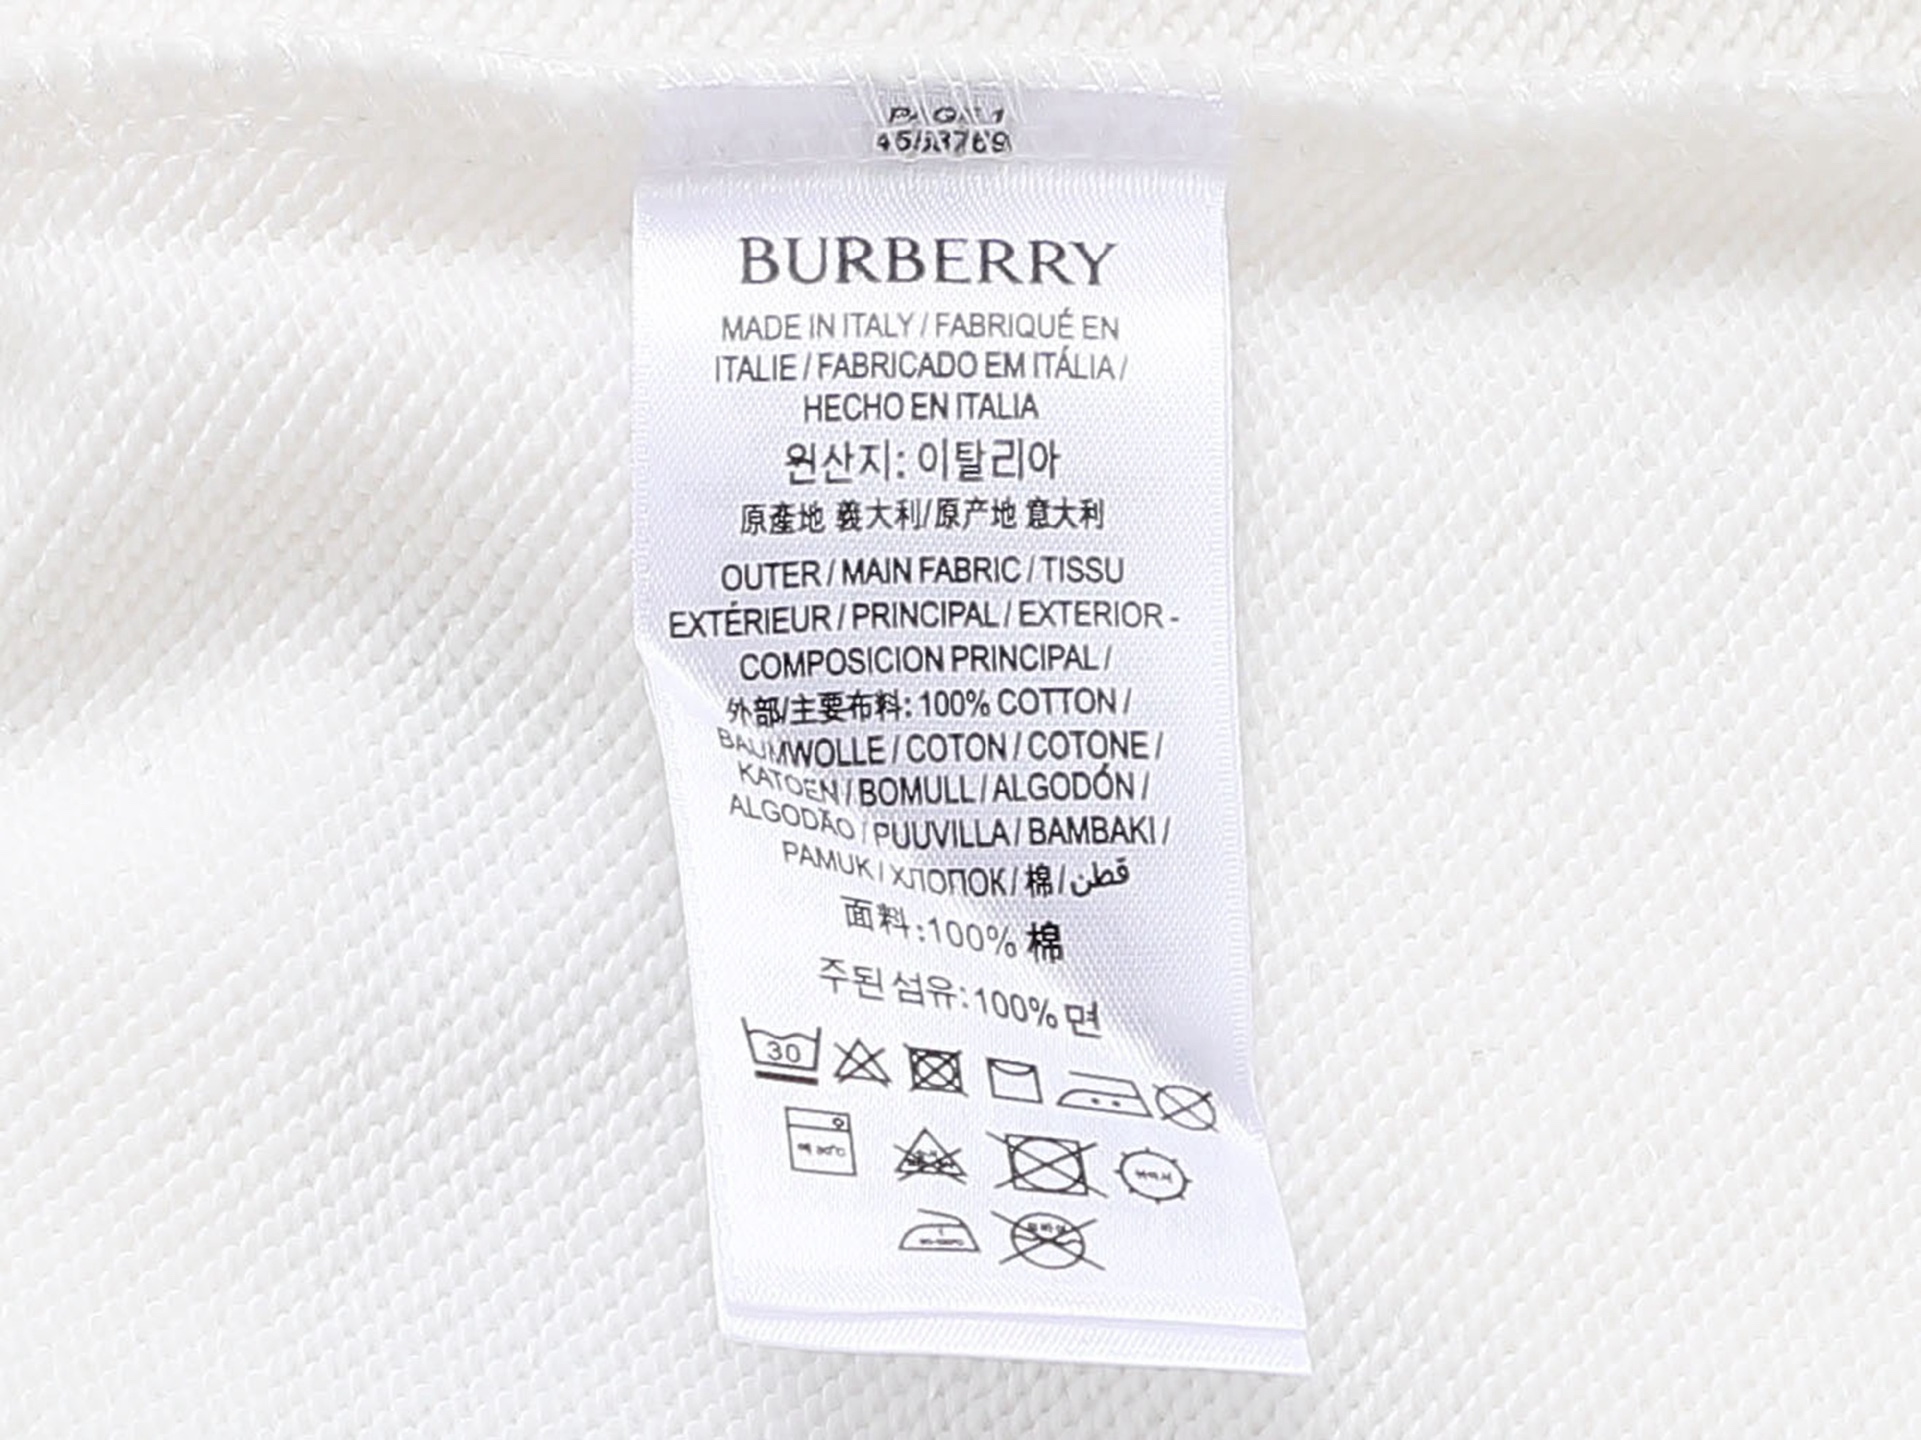 PAGE 1
BURBERRY
MADE IN ITALY / FABRIQUÉ EN
ITALIE / FABRICADO EM ITÁLIA /
HECHO EN ITALIA
원산지: 이탈리아
原產地 義大利/原产地 意大利
OUTER / MAIN FABRIC / TISSU
EXTÉRIEUR / PRINCIPAL / EXTERIOR -
COMPOSICION PRINCIPAL /
外部/主要布料: 100% COTTON /
BAUMWOLLE / COTON / COTONE /
KATOEN / BOMULL / ALGODÓN /
ALGODÃO / PUUVILLA / BAMBAKI /
PAMUK / ХЛОПОК / 棉 / قطن
面料:100% 棉
주된 섬유:100% 면
30